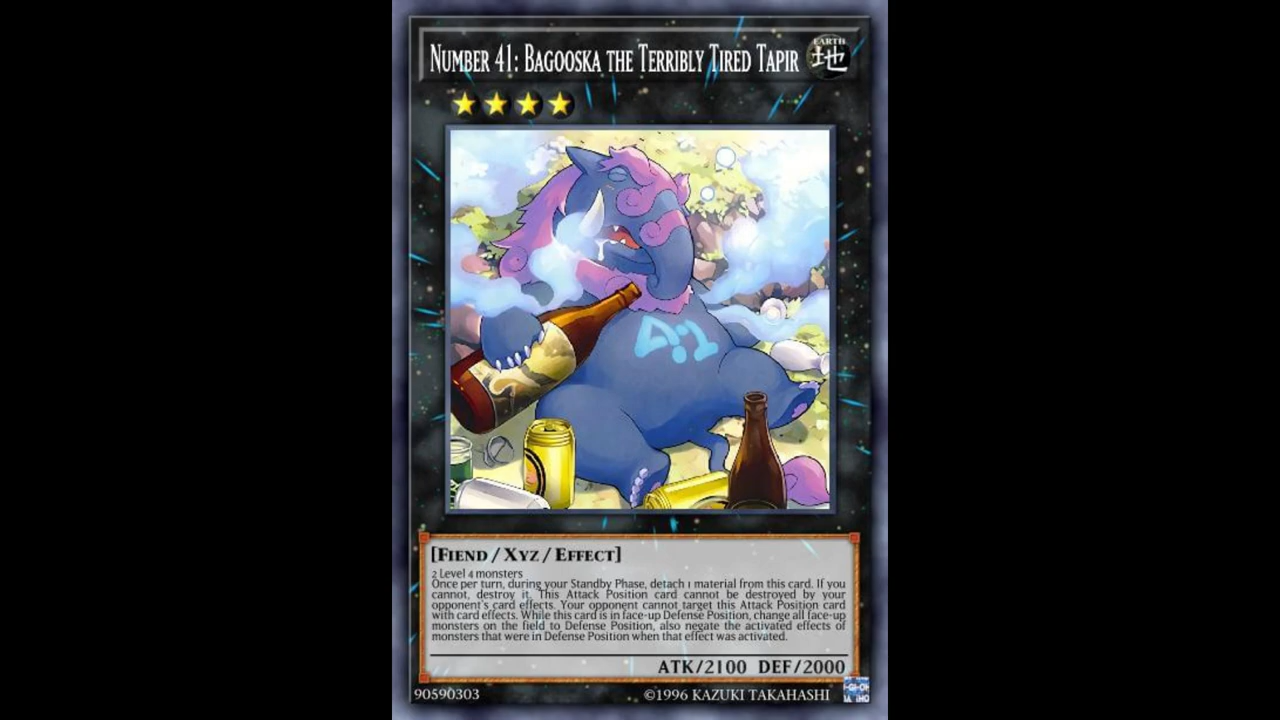 NUMBER 41: BAGOOSKA THE TERRIBLY TIRED TAPIR
EARTH
地
41
[FIEND / XYZ / EFFECT]
2 Level 4 monsters
Once per turn, during your Standby Phase, detach 1 material from this card. If you
cannot, destroy it. This Attack Position card cannot be destroyed by your
opponent's card effects. Your opponent cannot target this Attack Position card
with card effects. While this card is in face-up Defense Position, change all face-up
monsters on the field to Defense Position, also negate the activated effects of
monsters that were in Defense Position when that effect was activated.
ATK/2100 DEF/2000
90590303
©1996 KAZUKI TAKAHASHI